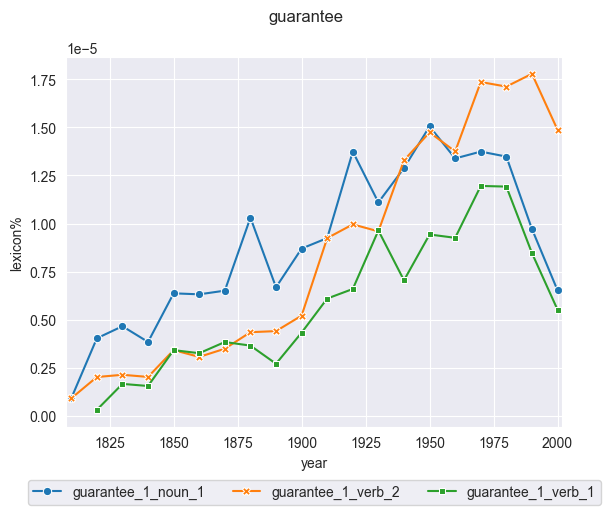 guarantee
1e−5
1.75
1.50
1.25
1.00
0.75
0.50
0.25
0.00
lexicon%
1825 1850 1875 1900 1925 1950 1975 2000
year
guarantee_1_noun_1 guarantee_1_verb_2 guarantee_1_verb_1